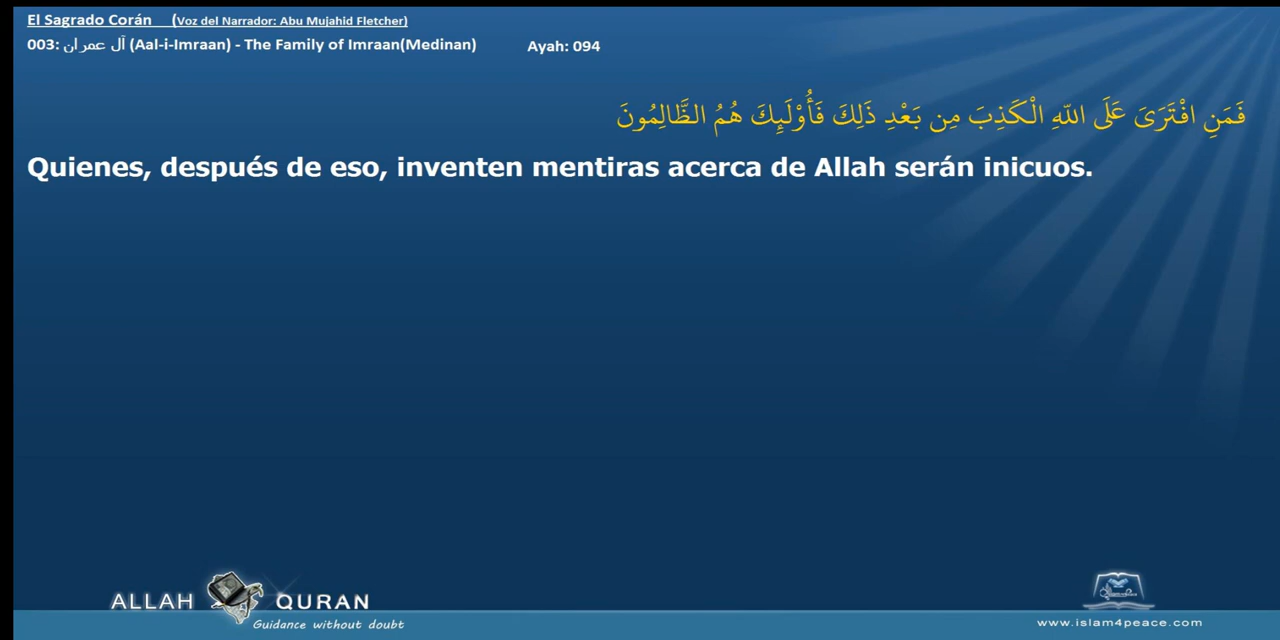 El Sagrado Corán (Voz del Narrador: Abu Mujahid Fletcher)
003: آل عمران (Aal-i-Imraan) - The Family of Imraan(Medinan) Ayah: 094
فَمَنِ افْتَرَىَ عَلَى اللّهِ الْكَذِبَ مِن بَعْدِ ذَلِكَ فَأُوْلَـئِكَ هُمُ الظَّالِمُونَ
Quienes, después de eso, inventen mentiras acerca de Allah serán inicuos.
ALLAH QURAN
Guidance without doubt
www.islam4peace.com